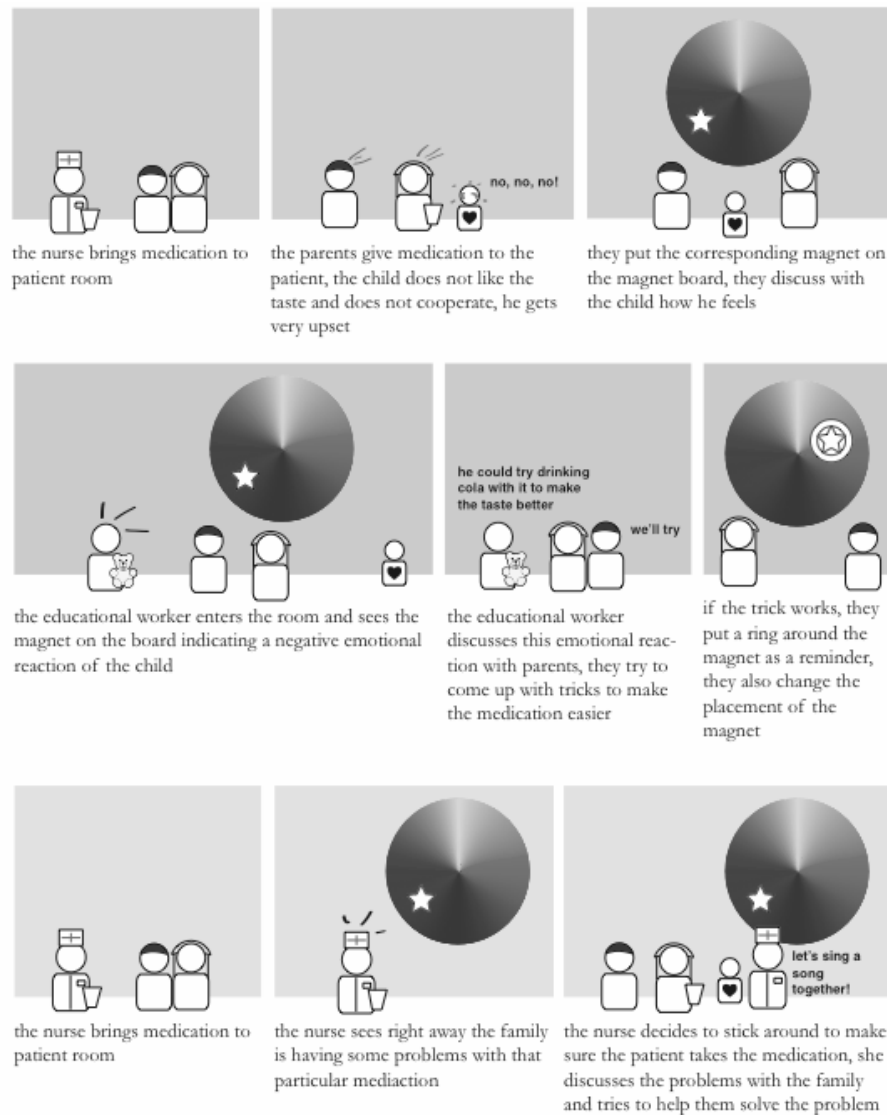 no, no, no!
the nurse brings medication to
patient room
the parents give medication to the
patient, the child does not like the
taste and does not cooperate, he gets
very upset
they put the corresponding magnet on
the magnet board, they discuss with
the child how he feels
he could try drinking
cola with it to make
the taste better
we'll try
the educational worker enters the room and sees the
magnet on the board indicating a negative emotional
reaction of the child
the educational worker
discusses this emotional reac-
tion with parents, they try to
come up with tricks to make
the medication easier
if the trick works, they
put a ring around the
magnet as a reminder,
they also change the
placement of the
magnet
let's sing a
song
together!
the nurse brings medication to
patient room
the nurse sees right away the family
is having some problems with that
particular mediaction
the nurse decides to stick around to make
sure the patient takes the medication, she
discusses the problems with the family
and tries to help them solve the problem